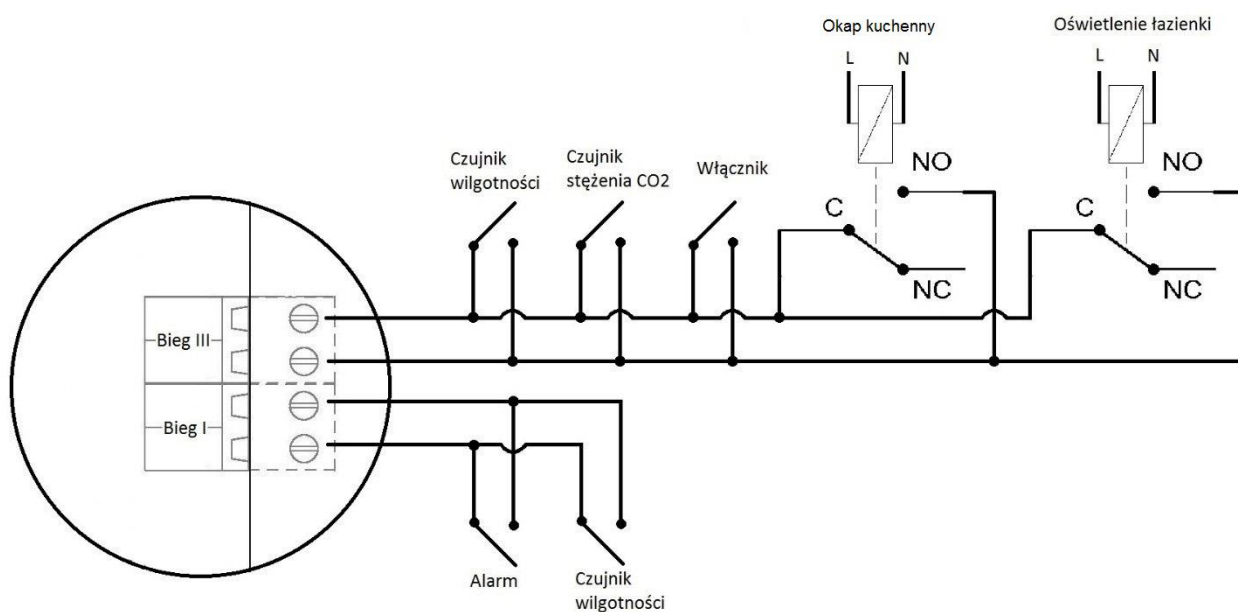 Okap kuchenny
Oświetlenie łazienki
L N
L N
Czujnik
wilgotności
Czujnik
stężenia CO2
Włącznik
NO
C
NC
NO
C
NC
Bieg III
Bieg I
Alarm
Czujnik
wilgotności